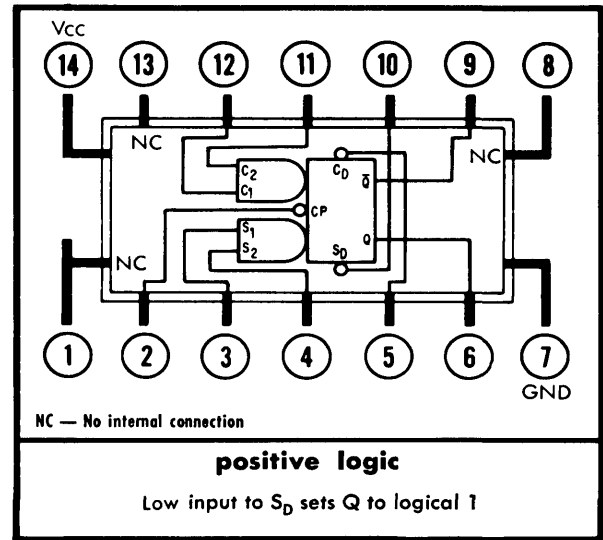 Vcc
14 13 12 11 10 9 8
NC
NC
C2
C1
CD
Q̅
CP
S1
S2
Q
SD
NC
1 2 3 4 5 6 7
GND
NC — No internal connection
positive logic
Low input to SD sets Q to logical 1